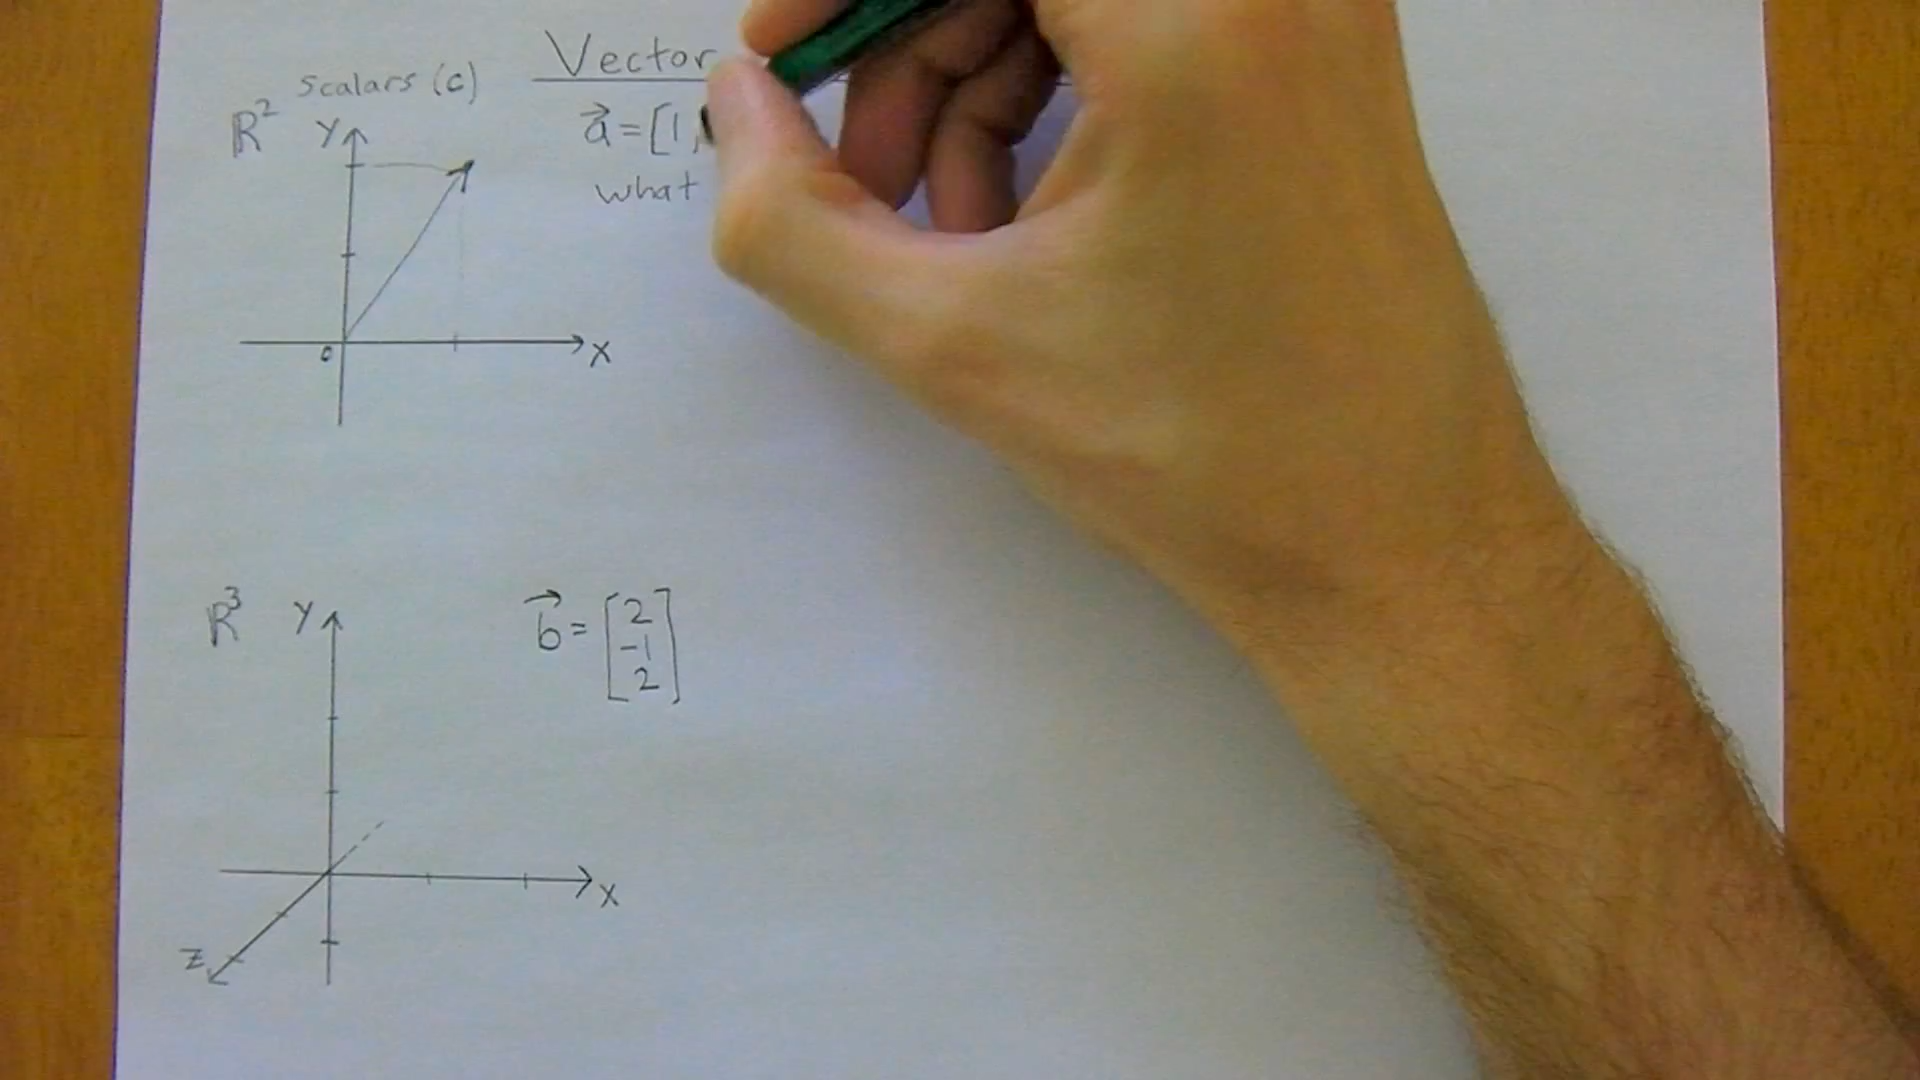 Vector
Scalars (c)
R² Y
a⃗ = [1,
what
0
X
R³ Y
b⃗ = [2
-1
2]
X
Z